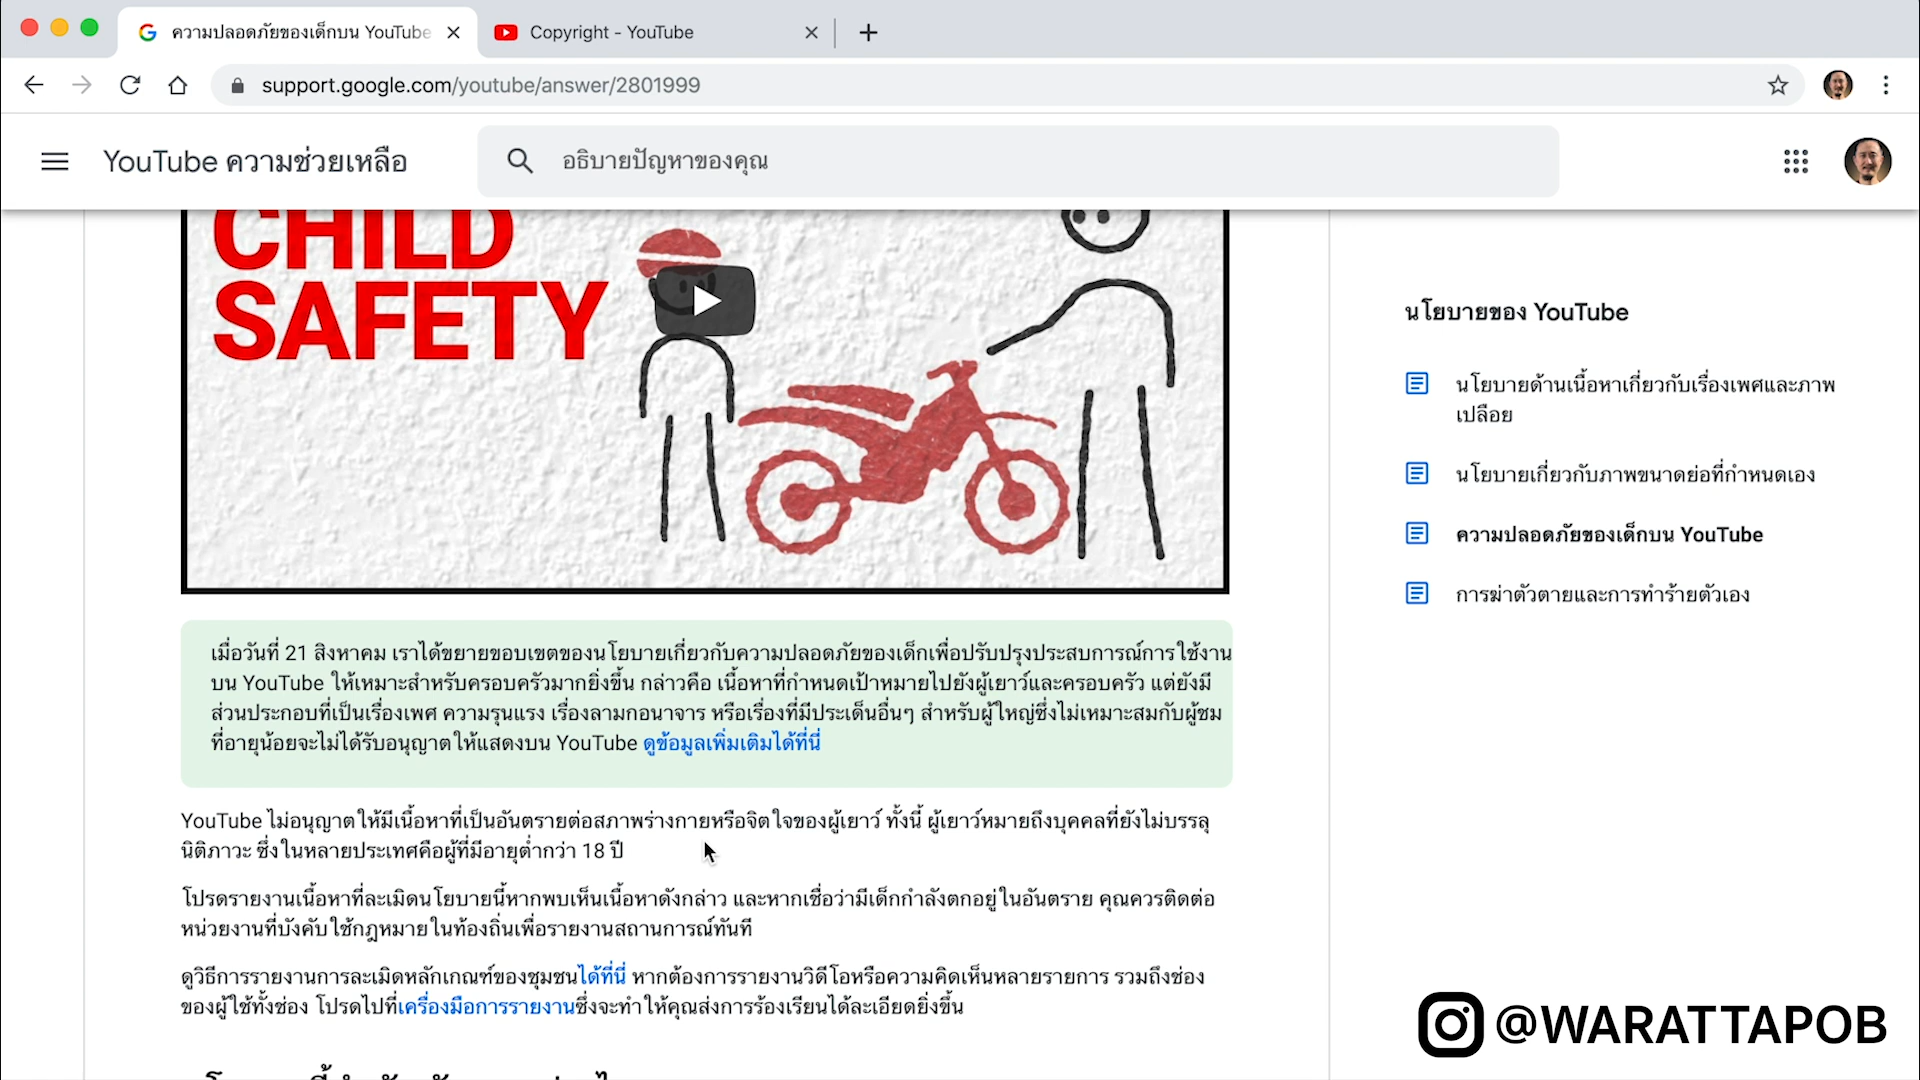 ความปลอดภัยของเด็กบน YouTube
Copyright - YouTube
support.google.com/youtube/answer/2801999
YouTube ความช่วยเหลือ
อธิบายปัญหาของคุณ
CHILD
SAFETY
เมื่อวันที่ 21 สิงหาคม เราได้ขยายขอบเขตของนโยบายเกี่ยวกับความปลอดภัยของเด็กเพื่อปรับปรุงประสบการณ์การใช้งาน
บน YouTube ให้เหมาะสำหรับครอบครัวมากยิ่งขึ้น กล่าวคือ เนื้อหาที่กำหนดเป้าหมายไปยังผู้เยาว์และครอบครัว แต่ยังมี
ส่วนประกอบที่เป็นเรื่องเพศ ความรุนแรง เรื่องลามกอนาจาร หรือเรื่องที่มีประเด็นอื่นๆ สำหรับผู้ใหญ่ซึ่งไม่เหมาะสมกับผู้ชม
ที่อายุน้อยจะไม่ได้รับอนุญาตให้แสดงบน YouTube ดูข้อมูลเพิ่มเติมได้ที่นี่
YouTube ไม่อนุญาตให้มีเนื้อหาที่เป็นอันตรายต่อสภาพร่างกายหรือจิตใจของผู้เยาว์ ทั้งนี้ ผู้เยาว์หมายถึงบุคคลที่ยังไม่บรรลุ
นิติภาวะ ซึ่งในหลายประเทศคือผู้ที่มีอายุต่ำกว่า 18 ปี
โปรดรายงานเนื้อหาที่ละเมิดนโยบายนี้หากพบเห็นเนื้อหาดังกล่าว และหากเชื่อว่ามีเด็กกำลังตกอยู่ในอันตราย คุณควรติดต่อ
หน่วยงานที่บังคับใช้กฎหมายในท้องถิ่นเพื่อรายงานสถานการณ์ทันที
ดูวิธีการรายงานการละเมิดหลักเกณฑ์ของชุมชนได้ที่นี่ หากต้องการรายงานวิดีโอหรือความคิดเห็นหลายรายการ รวมถึงช่อง
ของผู้ใช้ทั้งช่อง โปรดไปที่เครื่องมือการรายงานซึ่งจะทำให้คุณส่งการร้องเรียนได้ละเอียดยิ่งขึ้น
นโยบายของ YouTube
นโยบายด้านเนื้อหาเกี่ยวกับเรื่องเพศและภาพ
เปลือย
นโยบายเกี่ยวกับภาพขนาดย่อที่กำหนดเอง
ความปลอดภัยของเด็กบน YouTube
การฆ่าตัวตายและการทำร้ายตัวเอง
@WARATTAPOB